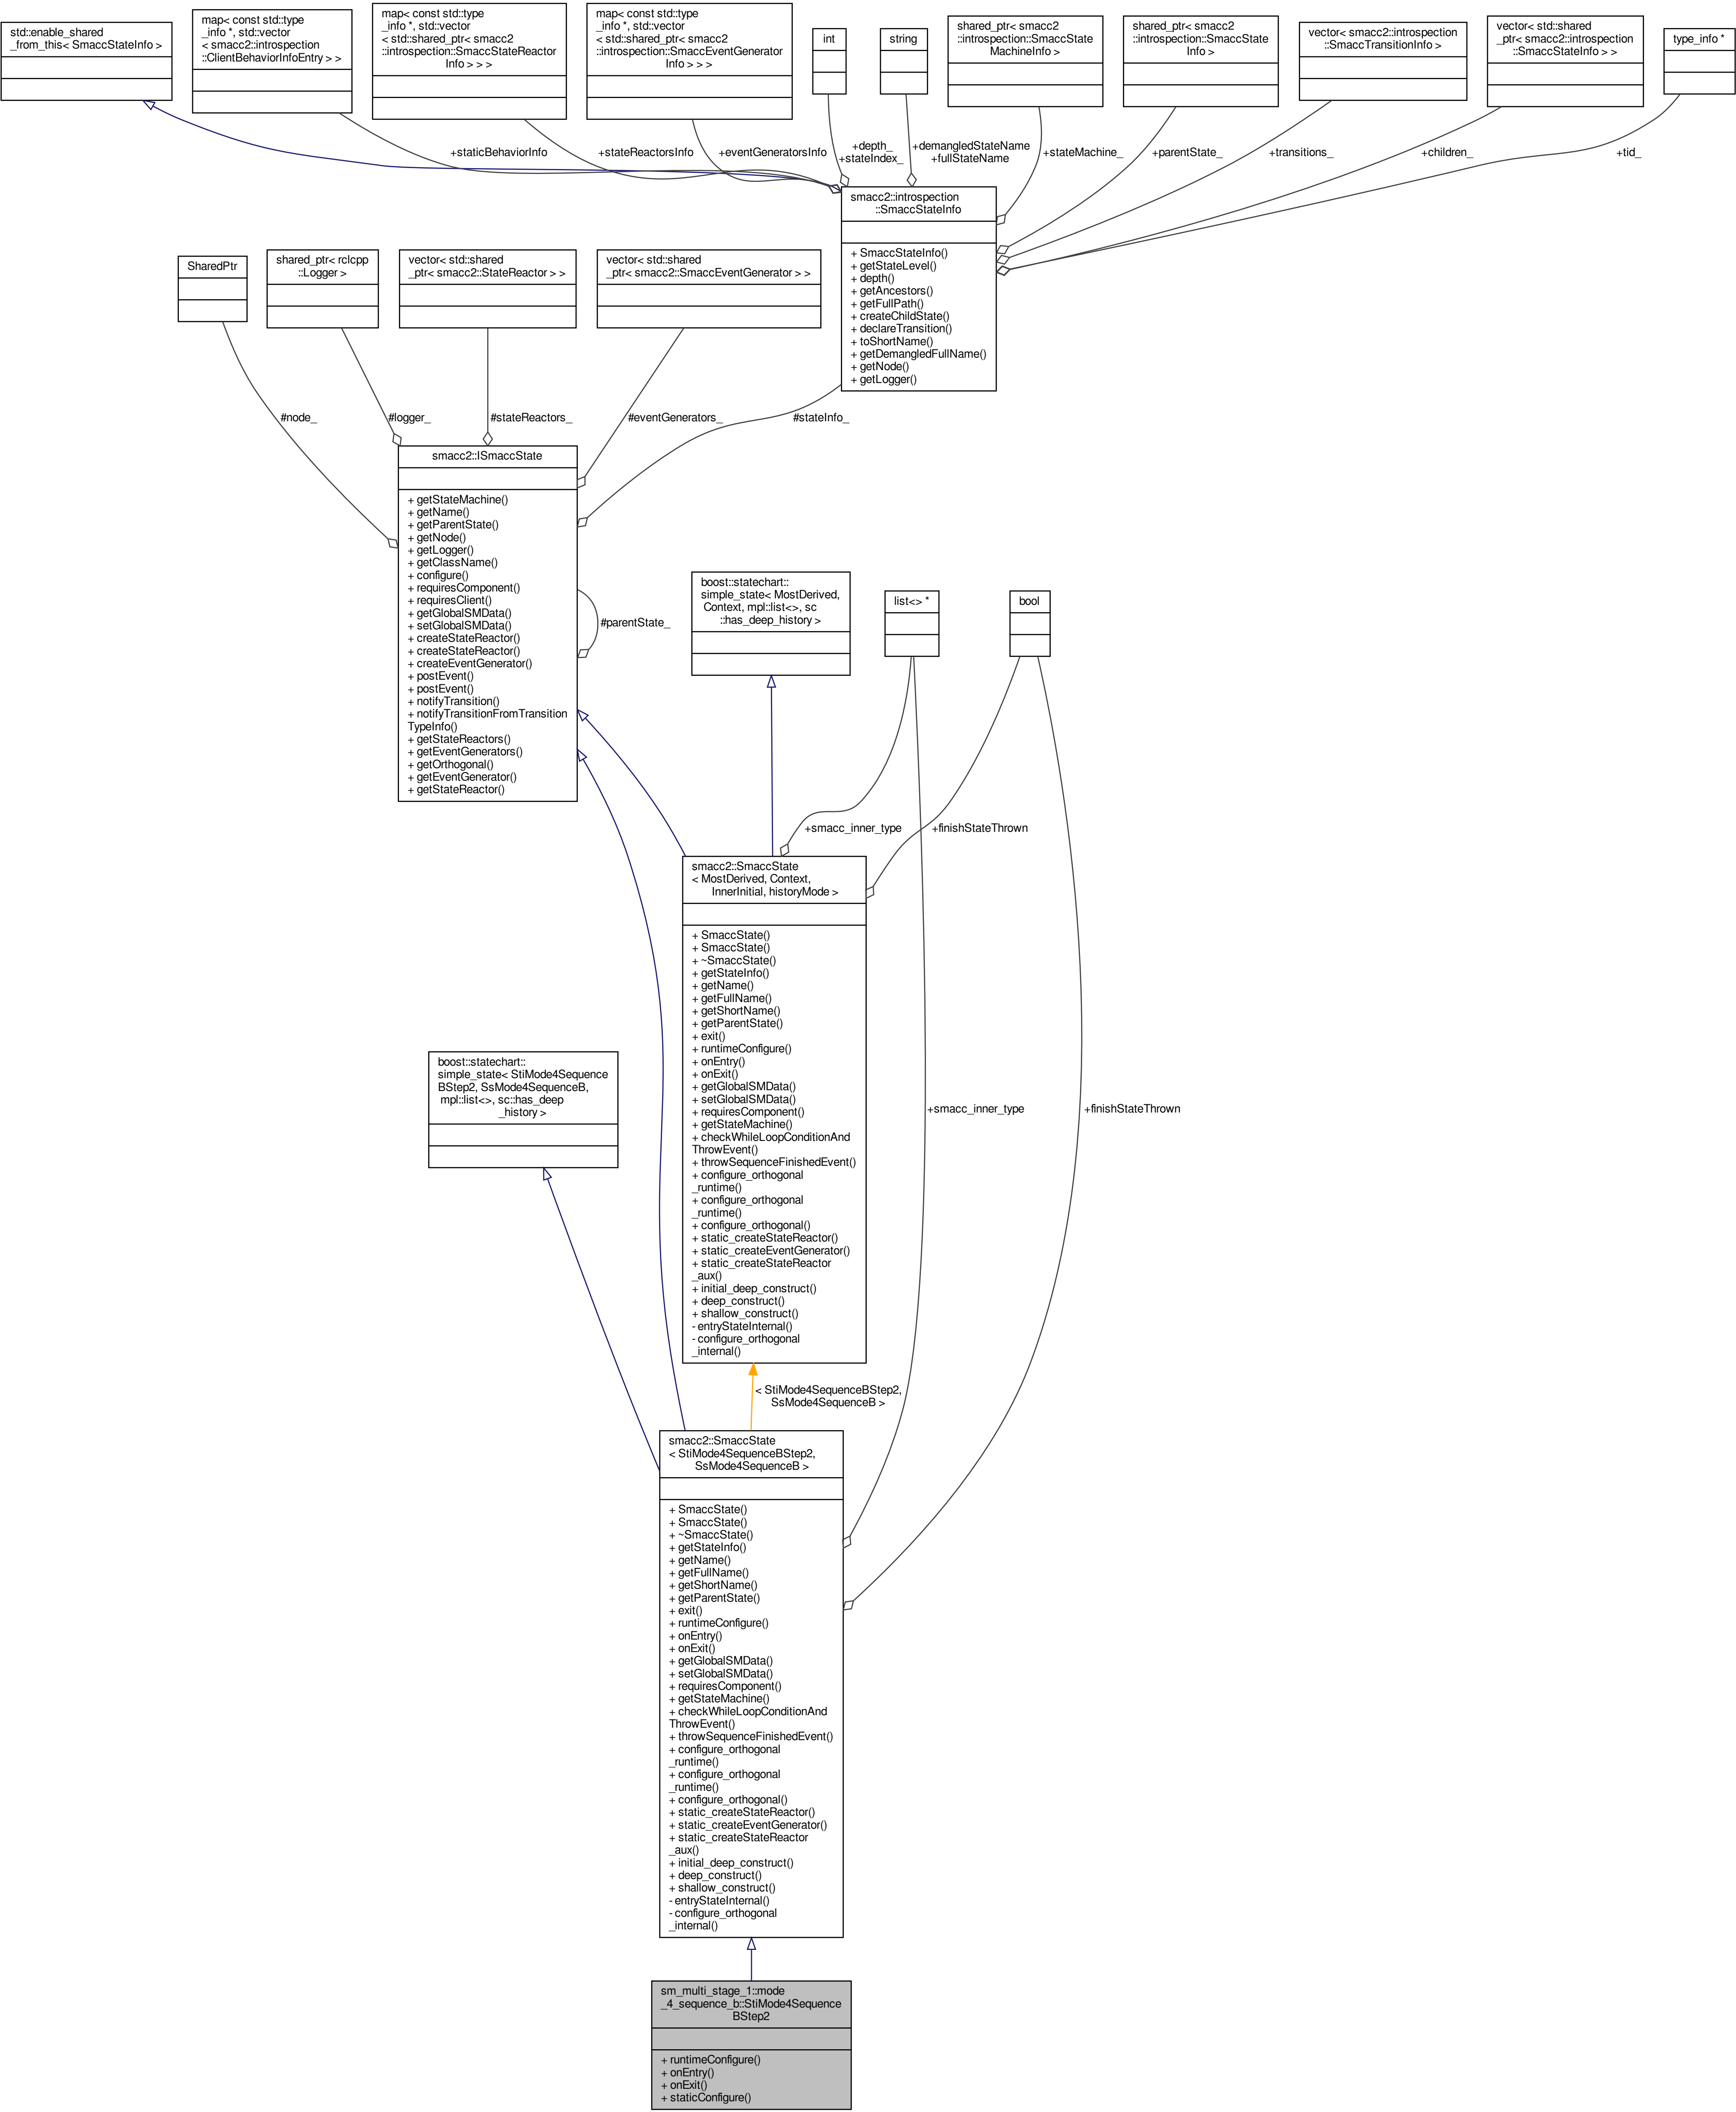 std::enable_shared
_from_this< SmaccStateInfo >
map< const std::type
_info *, std::vector
< smacc2::introspection
::ClientBehaviorInfoEntry > >
map< const std::type
_info *, std::vector
< std::shared_ptr< smacc2
::introspection::SmaccStateReactor
Info > > >
map< const std::type
_info *, std::vector
< std::shared_ptr< smacc2
::introspection::SmaccEventGenerator
Info > > >
int
string
shared_ptr< smacc2
::introspection::SmaccState
MachineInfo >
shared_ptr< smacc2
::introspection::SmaccState
Info >
vector< smacc2::introspection
::SmaccTransitionInfo >
vector< std::shared
_ptr< smacc2::introspection
::SmaccStateInfo > >
type_info *
+staticBehaviorInfo
+stateReactorsInfo
+eventGeneratorsInfo
+depth_
+stateIndex_
+demangledStateName
+fullStateName
+stateMachine_
+parentState_
+transitions_
+children_
+tid_
smacc2::introspection
::SmaccStateInfo
+ SmaccStateInfo()
+ getStateLevel()
+ depth()
+ getAncestors()
+ getFullPath()
+ createChildState()
+ declareTransition()
+ toShortName()
+ getDemangledFullName()
+ getNode()
+ getLogger()
SharedPtr
shared_ptr< rclcpp
::Logger >
vector< std::shared
_ptr< smacc2::StateReactor > >
vector< std::shared
_ptr< smacc2::SmaccEventGenerator > >
#node_
#logger_
#stateReactors_
#eventGenerators_
#stateInfo_
smacc2::ISmaccState
+ getStateMachine()
+ getName()
+ getParentState()
+ getNode()
+ getLogger()
+ getClassName()
+ configure()
+ requiresComponent()
+ requiresClient()
+ getGlobalSMData()
+ setGlobalSMData()
+ createStateReactor()
+ createStateReactor()
+ createEventGenerator()
+ postEvent()
+ postEvent()
+ notifyTransition()
+ notifyTransitionFromTransition
TypeInfo()
+ getStateReactors()
+ getEventGenerators()
+ getOrthogonal()
+ getEventGenerator()
+ getStateReactor()
#parentState_
boost::statechart::
simple_state< MostDerived,
Context, mpl::list<>, sc
::has_deep_history >
list<> *
bool
+smacc_inner_type
+finishStateThrown
smacc2::SmaccState
< MostDerived, Context,
InnerInitial, historyMode >
+ SmaccState()
+ SmaccState()
+ ~SmaccState()
+ getStateInfo()
+ getName()
+ getFullName()
+ getShortName()
+ getParentState()
+ exit()
+ runtimeConfigure()
+ onEntry()
+ onExit()
+ getGlobalSMData()
+ setGlobalSMData()
+ requiresComponent()
+ getStateMachine()
+ checkWhileLoopConditionAnd
ThrowEvent()
+ throwSequenceFinishedEvent()
+ configure_orthogonal
_runtime()
+ configure_orthogonal
_runtime()
+ configure_orthogonal()
+ static_createStateReactor()
+ static_createEventGenerator()
+ static_createStateReactor
_aux()
+ initial_deep_construct()
+ deep_construct()
+ shallow_construct()
- entryStateInternal()
- configure_orthogonal
_internal()
boost::statechart::
simple_state< StiMode4Sequence
BStep2, SsMode4SequenceB,
mpl::list<>, sc::has_deep
_history >
+smacc_inner_type
+finishStateThrown
< StiMode4SequenceBStep2,
SsMode4SequenceB >
smacc2::SmaccState
< StiMode4SequenceBStep2,
SsMode4SequenceB >
+ SmaccState()
+ SmaccState()
+ ~SmaccState()
+ getStateInfo()
+ getName()
+ getFullName()
+ getShortName()
+ getParentState()
+ exit()
+ runtimeConfigure()
+ onEntry()
+ onExit()
+ getGlobalSMData()
+ setGlobalSMData()
+ requiresComponent()
+ getStateMachine()
+ checkWhileLoopConditionAnd
ThrowEvent()
+ throwSequenceFinishedEvent()
+ configure_orthogonal
_runtime()
+ configure_orthogonal
_runtime()
+ configure_orthogonal()
+ static_createStateReactor()
+ static_createEventGenerator()
+ static_createStateReactor
_aux()
+ initial_deep_construct()
+ deep_construct()
+ shallow_construct()
- entryStateInternal()
- configure_orthogonal
_internal()
sm_multi_stage_1::mode
_4_sequence_b::StiMode4Sequence
BStep2
+ runtimeConfigure()
+ onEntry()
+ onExit()
+ staticConfigure()